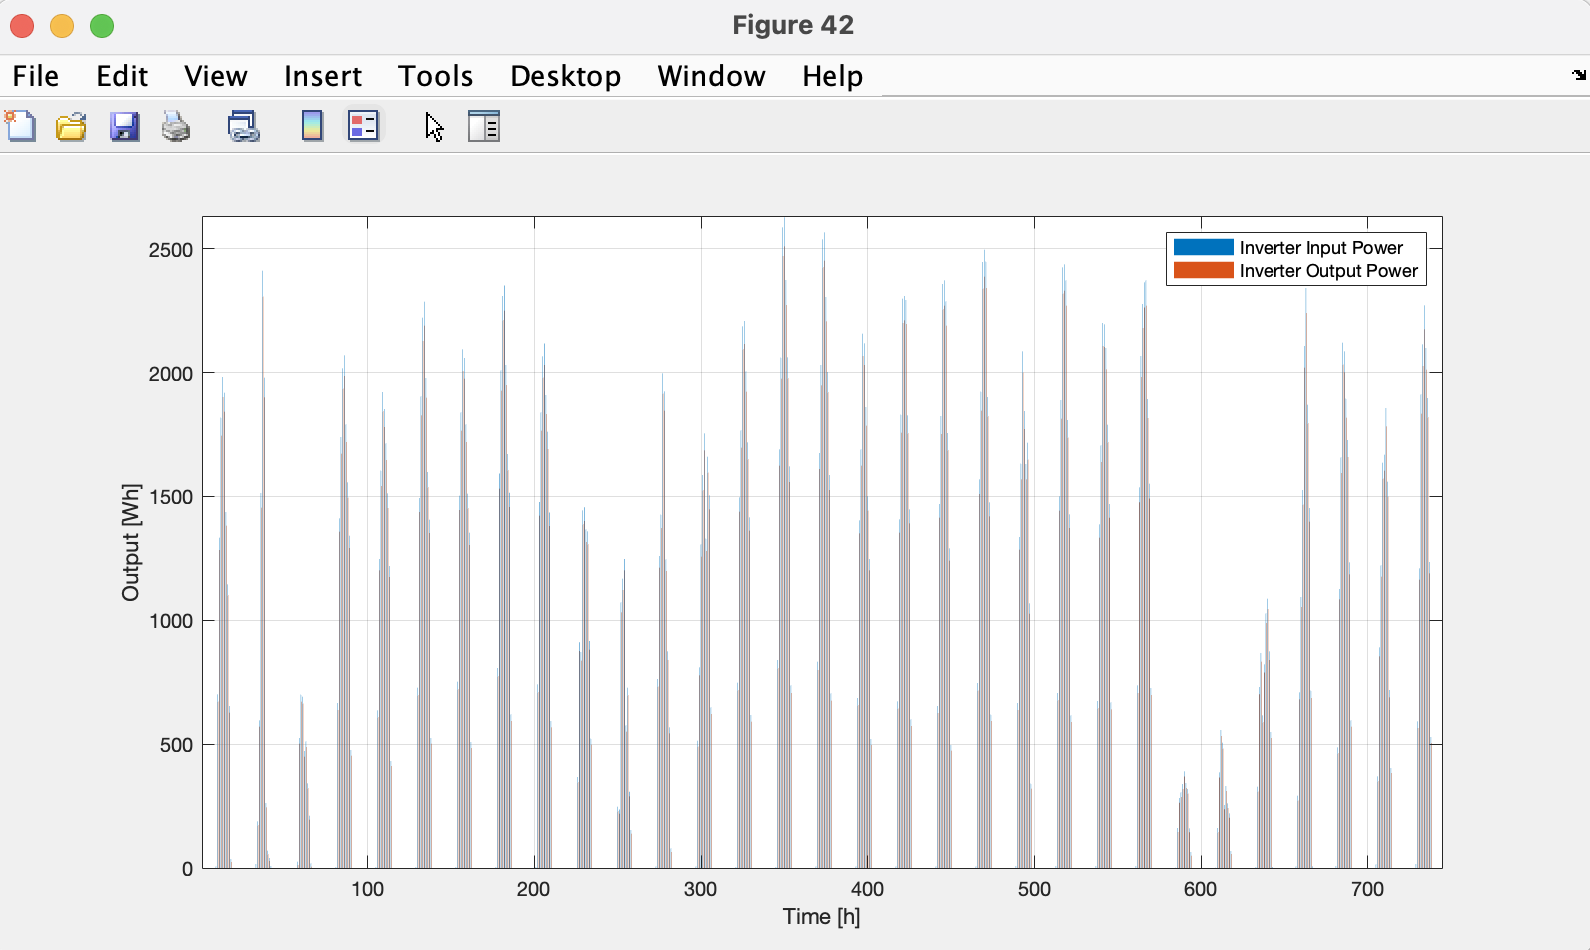 Figure 42
File Edit View Insert Tools Desktop Window Help
Inverter Input Power
Inverter Output Power
2500
2000
1500
1000
500
0
Output [Wh]
100 200 300 400 500 600 700
Time [h]